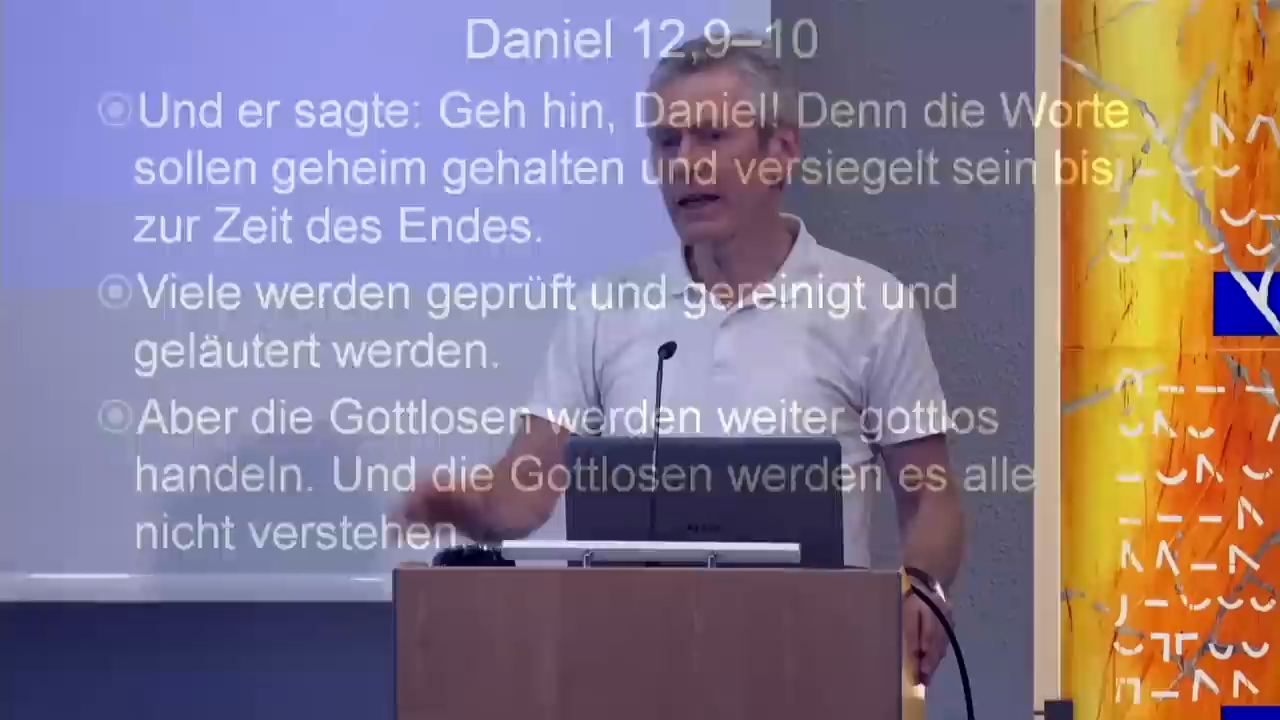 Daniel 12,9–10
Und er sagte: Geh hin, Daniel! Denn die Worte
sollen geheim gehalten und versiegelt sein bis
zur Zeit des Endes.
Viele werden geprüft und gereinigt und
geläutert werden.
Aber die Gottlosen werden weiter gottlos
handeln. Und die Gottlosen werden es alle
nicht verstehen.